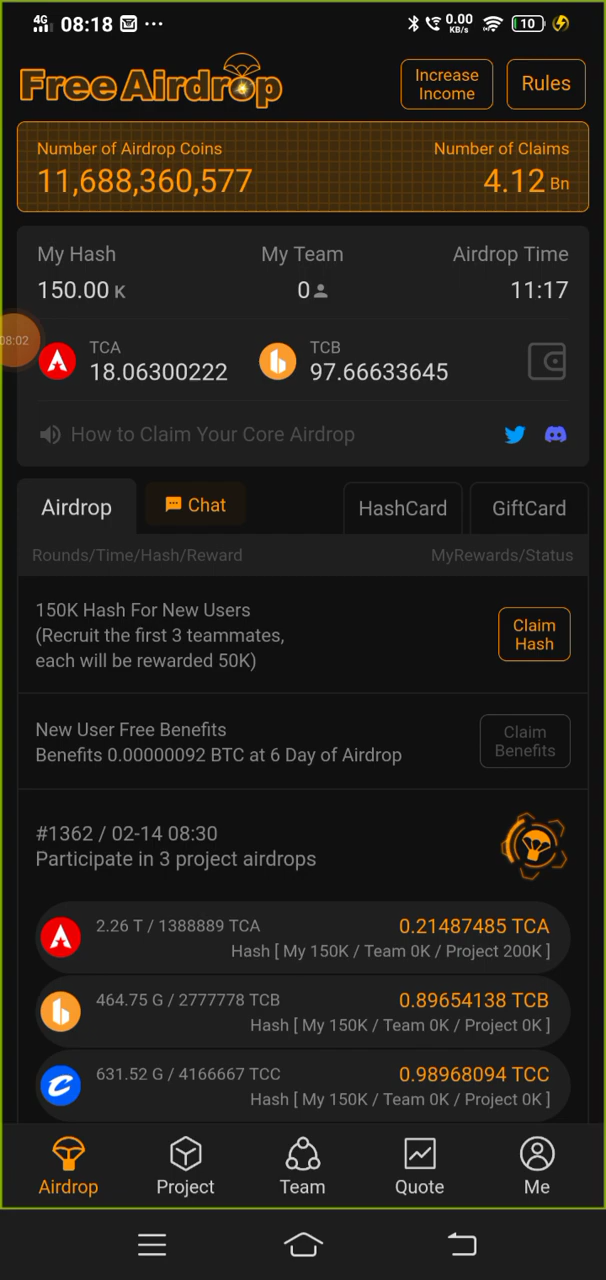 4G 08:18 ... 0.00 KB/s 10
Free Airdrop
Increase Income
Rules
Number of Airdrop Coins
Number of Claims
11,688,360,577
4.12 Bn
My Hash
My Team
Airdrop Time
150.00 K
0
11:17
08:02
TCA
18.06300222
TCB
97.66633645
How to Claim Your Core Airdrop
Airdrop
Chat
HashCard
GiftCard
Rounds/Time/Hash/Reward
MyRewards/Status
150K Hash For New Users
(Recruit the first 3 teammates,
each will be rewarded 50K)
Claim
Hash
New User Free Benefits
Benefits 0.00000092 BTC at 6 Day of Airdrop
Claim
Benefits
#1362 / 02-14 08:30
Participate in 3 project airdrops
2.26 T / 1388889 TCA
0.21487485 TCA
Hash [ My 150K / Team 0K / Project 200K ]
464.75 G / 2777778 TCB
0.89654138 TCB
Hash [ My 150K / Team 0K / Project 0K ]
631.52 G / 4166667 TCC
0.98968094 TCC
Hash [ My 150K / Team 0K / Project 0K ]
Airdrop
Project
Team
Quote
Me